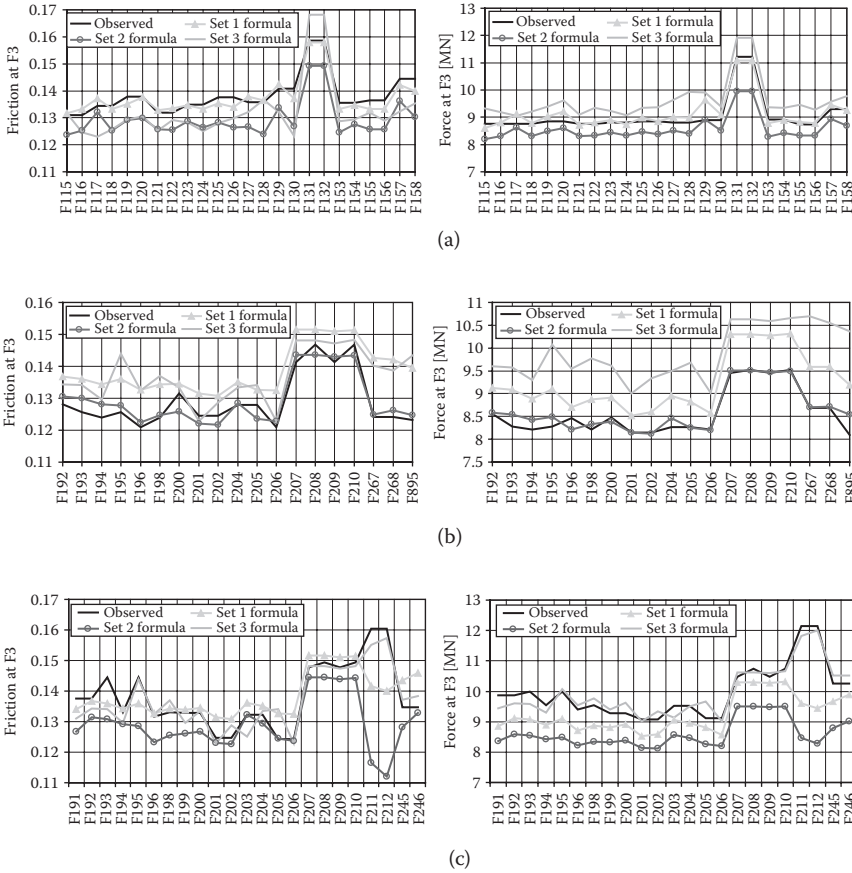 0.17
0.16
0.15
0.14
0.13
0.12
0.11
Friction at F3
Observed
Set 1 formula
Set 2 formula
Set 3 formula
F115
F116
F117
F118
F119
F120
F121
F122
F123
F124
F125
F126
F127
F128
F129
F130
F131
F132
F153
F154
F155
F156
F157
F158
13
12
11
10
9
8
7
Force at F3 [MN]
Observed
Set 1 formula
Set 2 formula
Set 3 formula
F115
F116
F117
F118
F119
F120
F121
F122
F123
F124
F125
F126
F127
F128
F129
F130
F131
F132
F153
F154
F155
F156
F157
F158
(a)
0.16
0.15
0.14
0.13
0.12
0.11
Friction at F3
Observed
Set 1 formula
Set 2 formula
Set 3 formula
F192
F193
F194
F195
F196
F199
F200
F201
F202
F204
F205
F206
F207
F208
F209
F210
F267
F268
F895
11
10.5
10
9.5
9
8.5
8
7.5
Force at F3 [MN]
Observed
Set 1 formula
Set 2 formula
Set 3 formula
F192
F193
F194
F195
F196
F199
F200
F201
F202
F204
F205
F206
F207
F208
F209
F210
F267
F268
F895
(b)
0.17
0.16
0.15
0.14
0.13
0.12
0.11
Friction at F3
Observed
Set 1 formula
Set 2 formula
Set 3 formula
F191
F192
F193
F194
F195
F196
F198
F199
F200
F201
F202
F203
F204
F205
F206
F207
F208
F209
F210
F211
F212
F245
F246
13
12
11
10
9
8
7
Force at F3 [MN]
Observed
Set 1 formula
Set 2 formula
Set 3 formula
F191
F192
F193
F194
F195
F196
F198
F199
F200
F201
F202
F203
F204
F205
F206
F207
F208
F209
F210
F211
F212
F245
F246
(c)